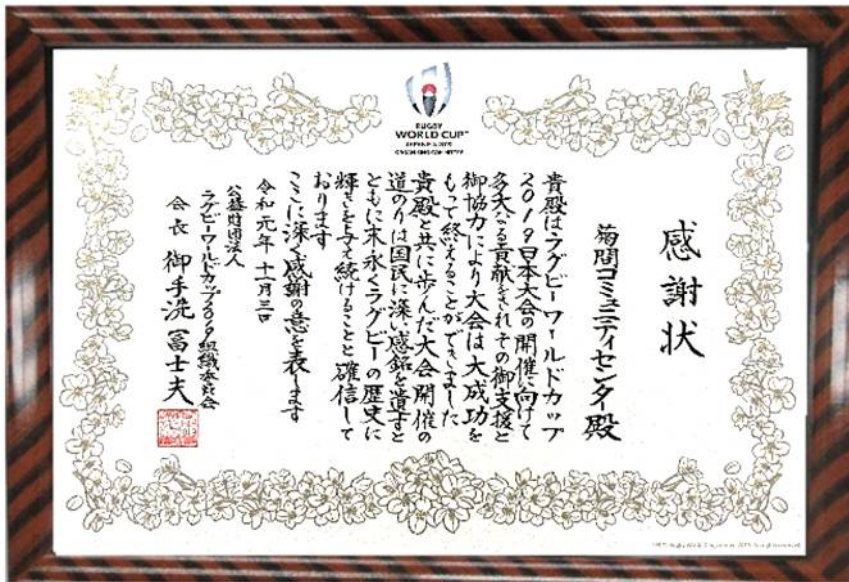 RUGBY
WORLD CUP™
JAPAN 日本 2019
ORGANISING COMMITTEE
感謝状
菊間コミュニティセンター殿
貴殿はラグビーワールドカップ
2019日本大会の開催に向けて
多大なる貢献をされその御支援と
御協力により大会は大成功を
もって終えることができました
貴殿と共に歩んだ大会開催の
道のりは国民に深い感銘を遺すと
ともに末永くラグビーの歴史に
輝きを与え続けることと確信して
おります
ここに深く感謝の意を表します
令和元年十一月三日
公益財団法人
ラグビーワールドカップ2019組織委員会
会長 御手洗冨士夫